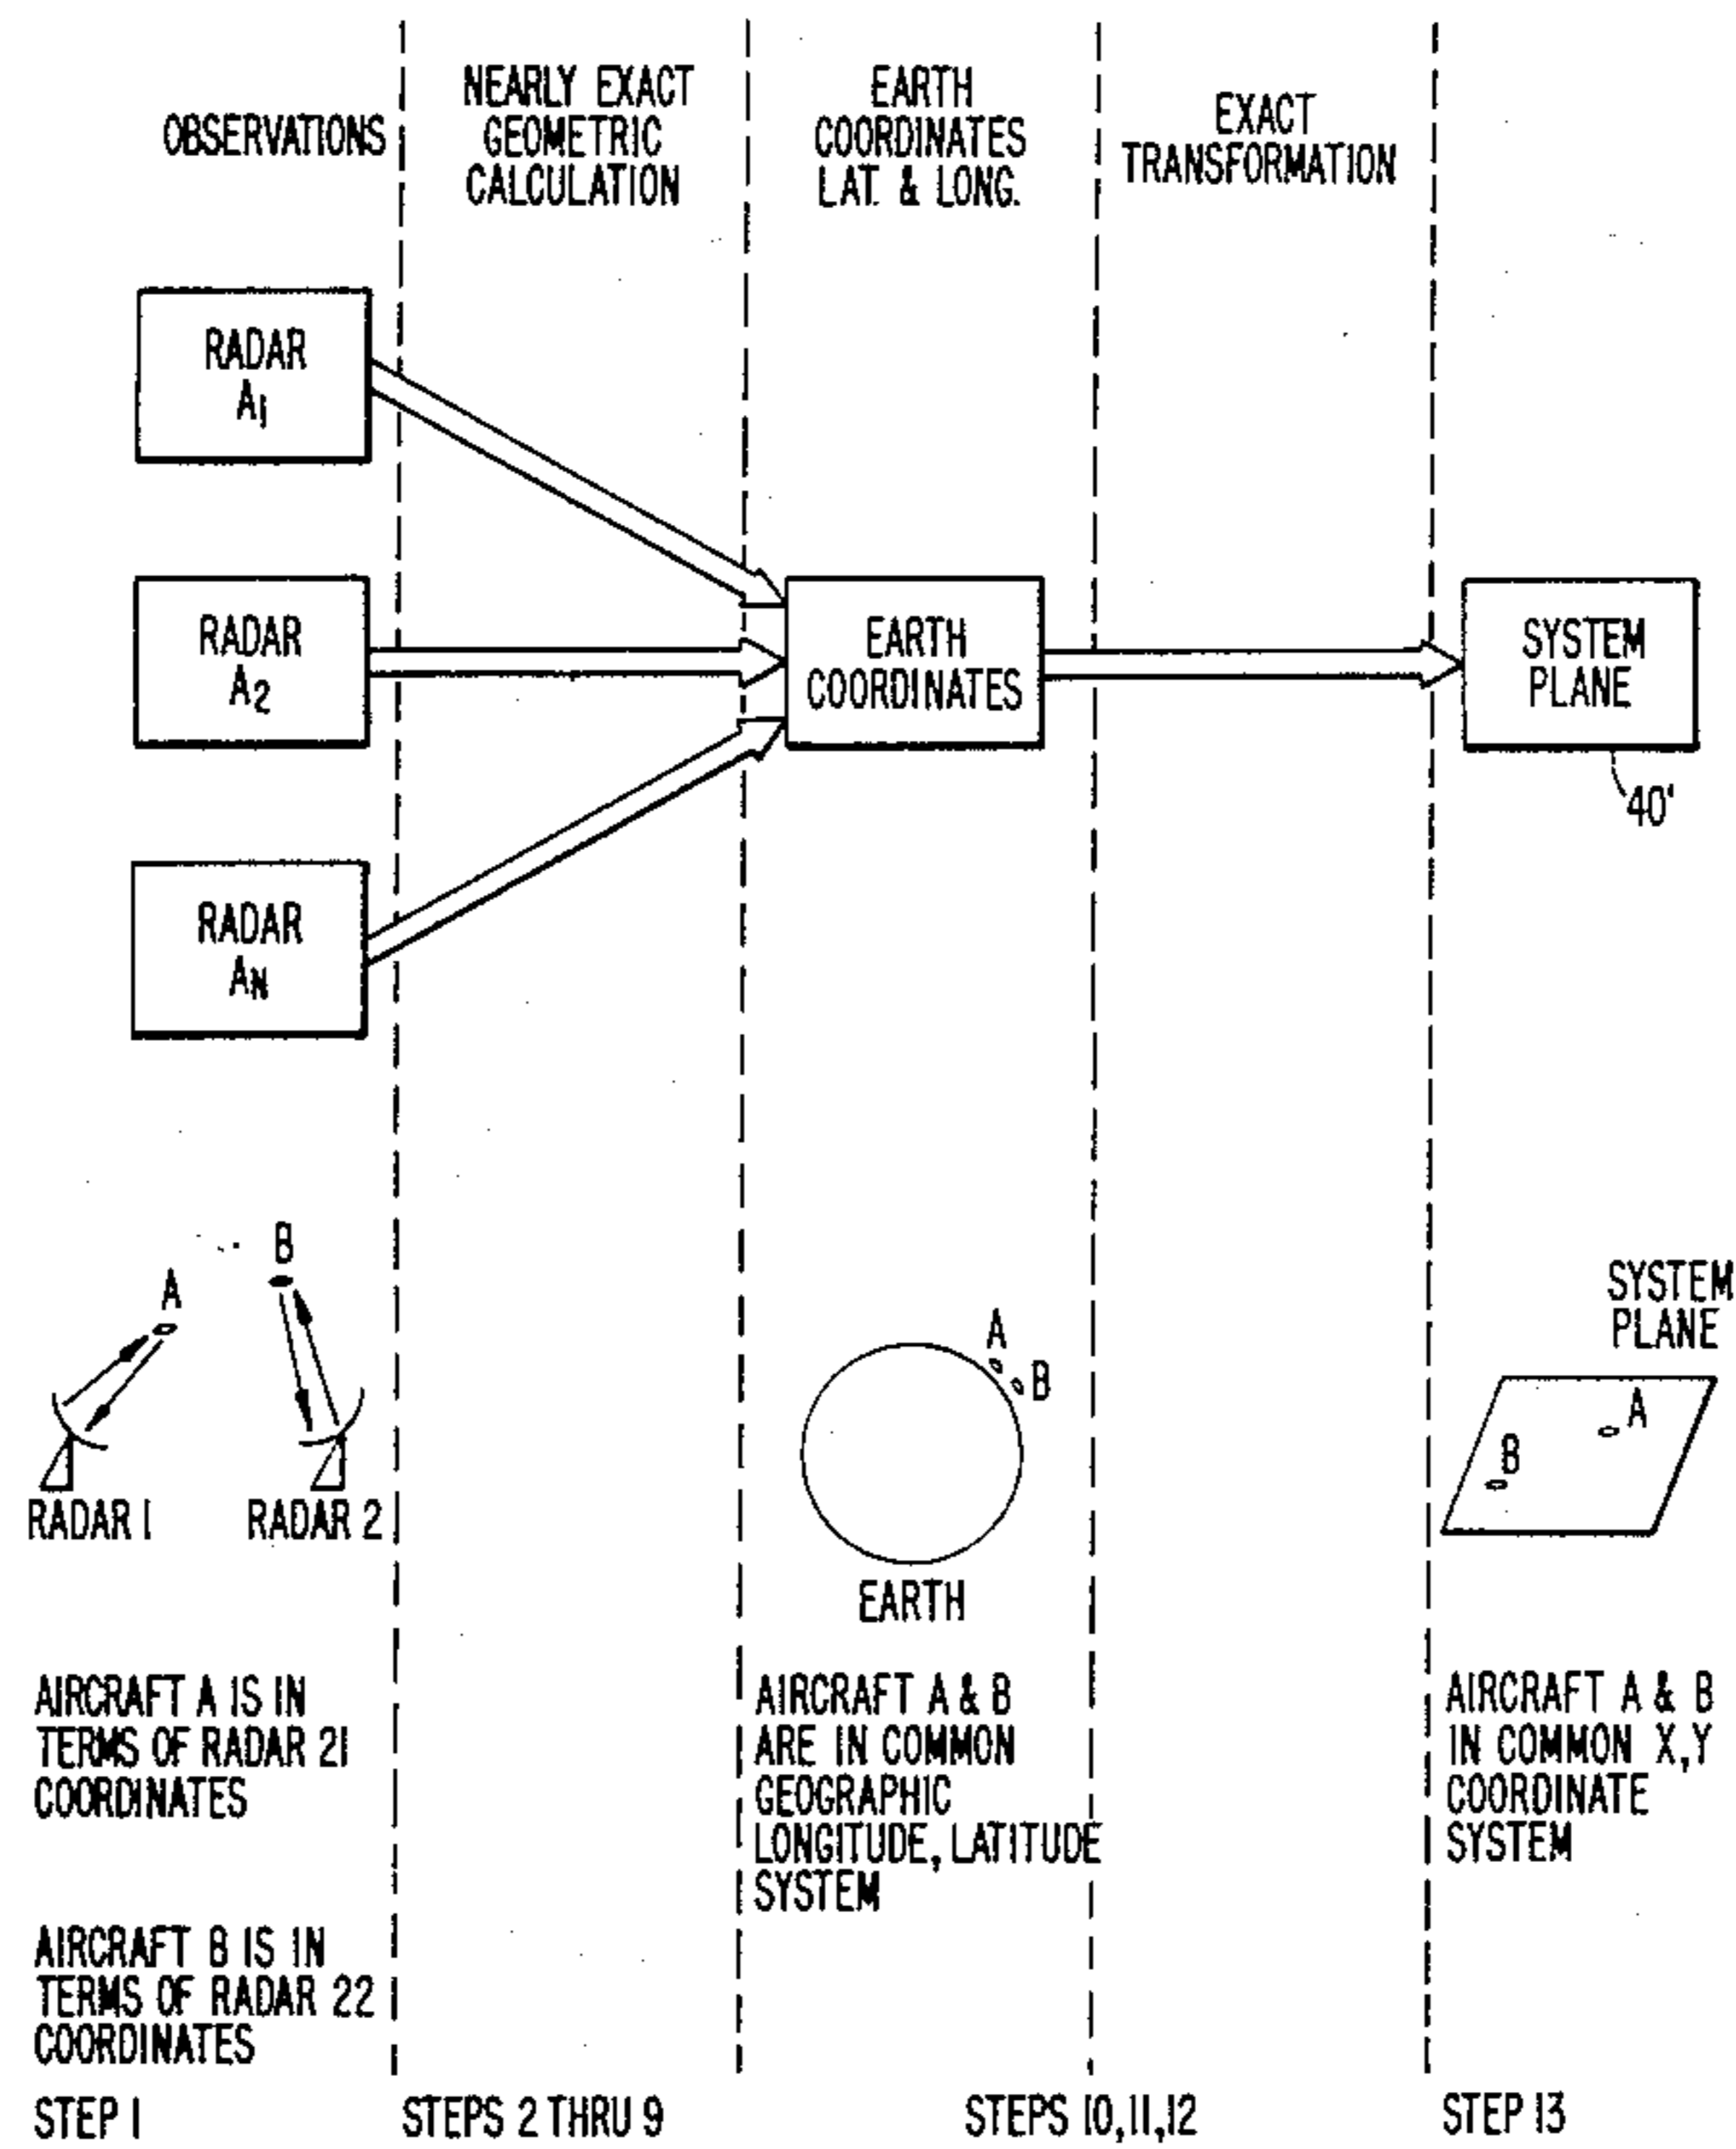 OBSERVATIONS
NEARLY EXACT
GEOMETRIC
CALCULATION
EARTH
COORDINATES
LAT. & LONG.
EXACT
TRANSFORMATION
RADAR
A1
RADAR
A2
RADAR
AN
EARTH
COORDINATES
SYSTEM
PLANE
40'
A
B
RADAR 1
RADAR 2
A
B
EARTH
SYSTEM
PLANE
A
B
AIRCRAFT A IS IN
TERMS OF RADAR 21
COORDINATES
AIRCRAFT B IS IN
TERMS OF RADAR 22
COORDINATES
AIRCRAFT A & B
ARE IN COMMON
GEOGRAPHIC
LONGITUDE, LATITUDE
SYSTEM
AIRCRAFT A & B
IN COMMON X,Y
COORDINATE
SYSTEM
STEP 1
STEPS 2 THRU 9
STEPS 10,11,12
STEP 13